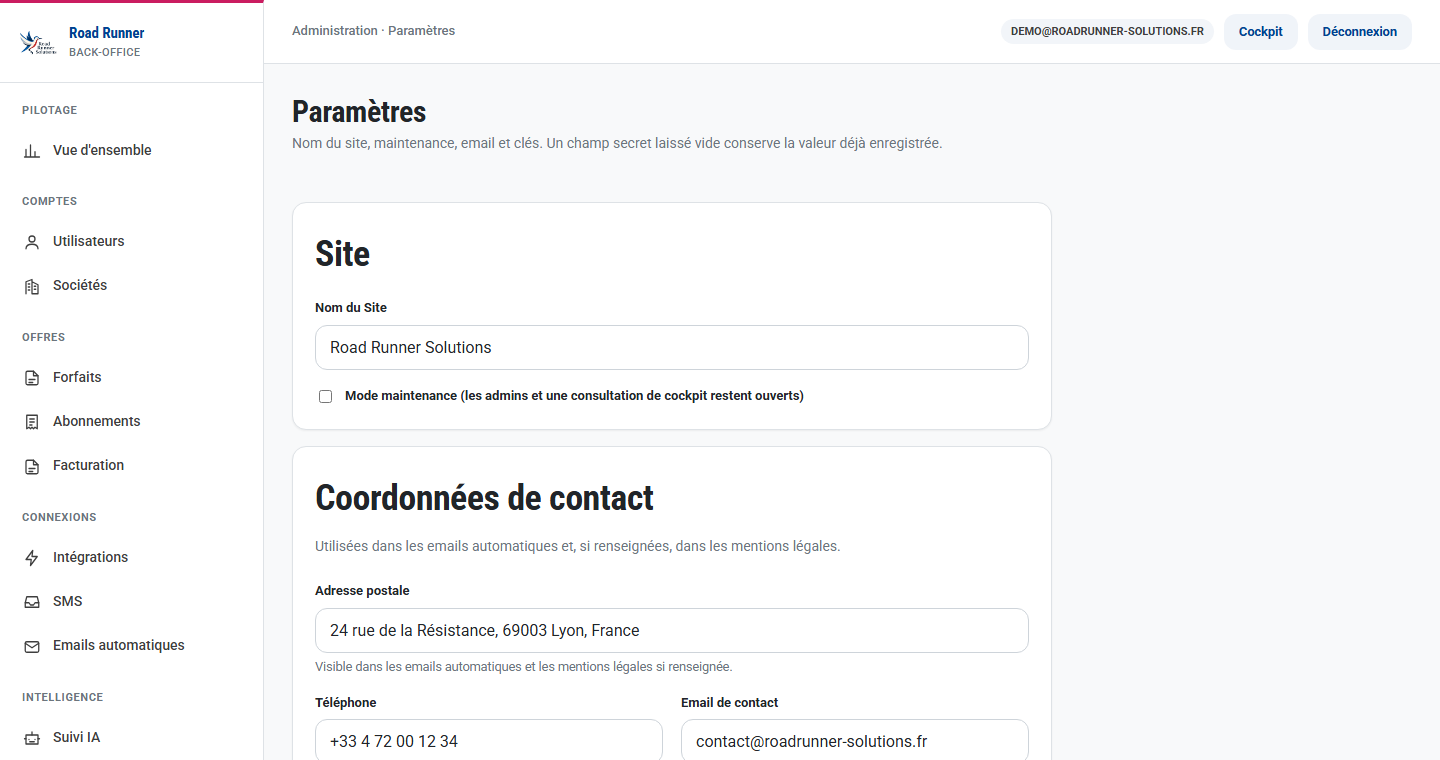 Road Runner Solutions
Road Runner
BACK-OFFICE
PILOTAGE
Vue d'ensemble
COMPTES
Utilisateurs
Sociétés
OFFRES
Forfaits
Abonnements
Facturation
CONNEXIONS
Intégrations
SMS
Emails automatiques
INTELLIGENCE
Suivi IA
Administration · Paramètres
DEMO@ROADRUNNER-SOLUTIONS.FR
Cockpit
Déconnexion
Paramètres
Nom du site, maintenance, email et clés. Un champ secret laissé vide conserve la valeur déjà enregistrée.
Site
Nom du Site
Road Runner Solutions
Mode maintenance (les admins et une consultation de cockpit restent ouverts)
Coordonnées de contact
Utilisées dans les emails automatiques et, si renseignées, dans les mentions légales.
Adresse postale
24 rue de la Résistance, 69003 Lyon, France
Visible dans les emails automatiques et les mentions légales si renseignée.
Téléphone
Email de contact
+33 4 72 00 12 34
contact@roadrunner-solutions.fr